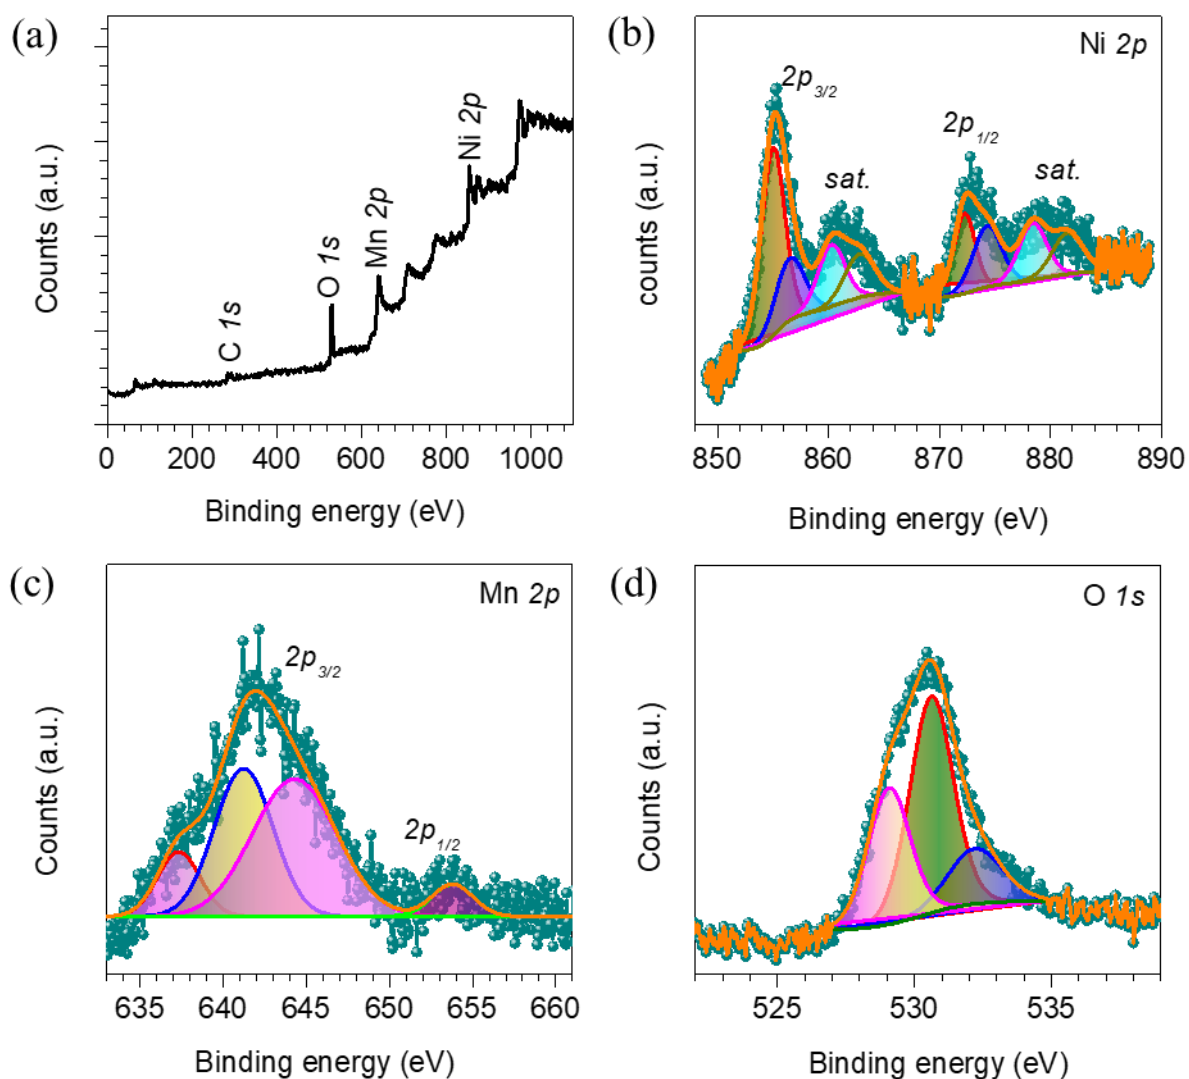 (a)
C 1s
O 1s
Mn 2p
Ni 2p
Counts (a.u.)
0 200 400 600 800 1000
Binding energy (eV)
(b)
Ni 2p
2p3/2
sat.
2p1/2
sat.
counts (a.u.)
850 860 870 880 890
Binding energy (eV)
(c)
Mn 2p
2p3/2
2p1/2
Counts (a.u.)
635 640 645 650 655 660
Binding energy (eV)
(d)
O 1s
Counts (a.u.)
525 530 535
Binding energy (eV)